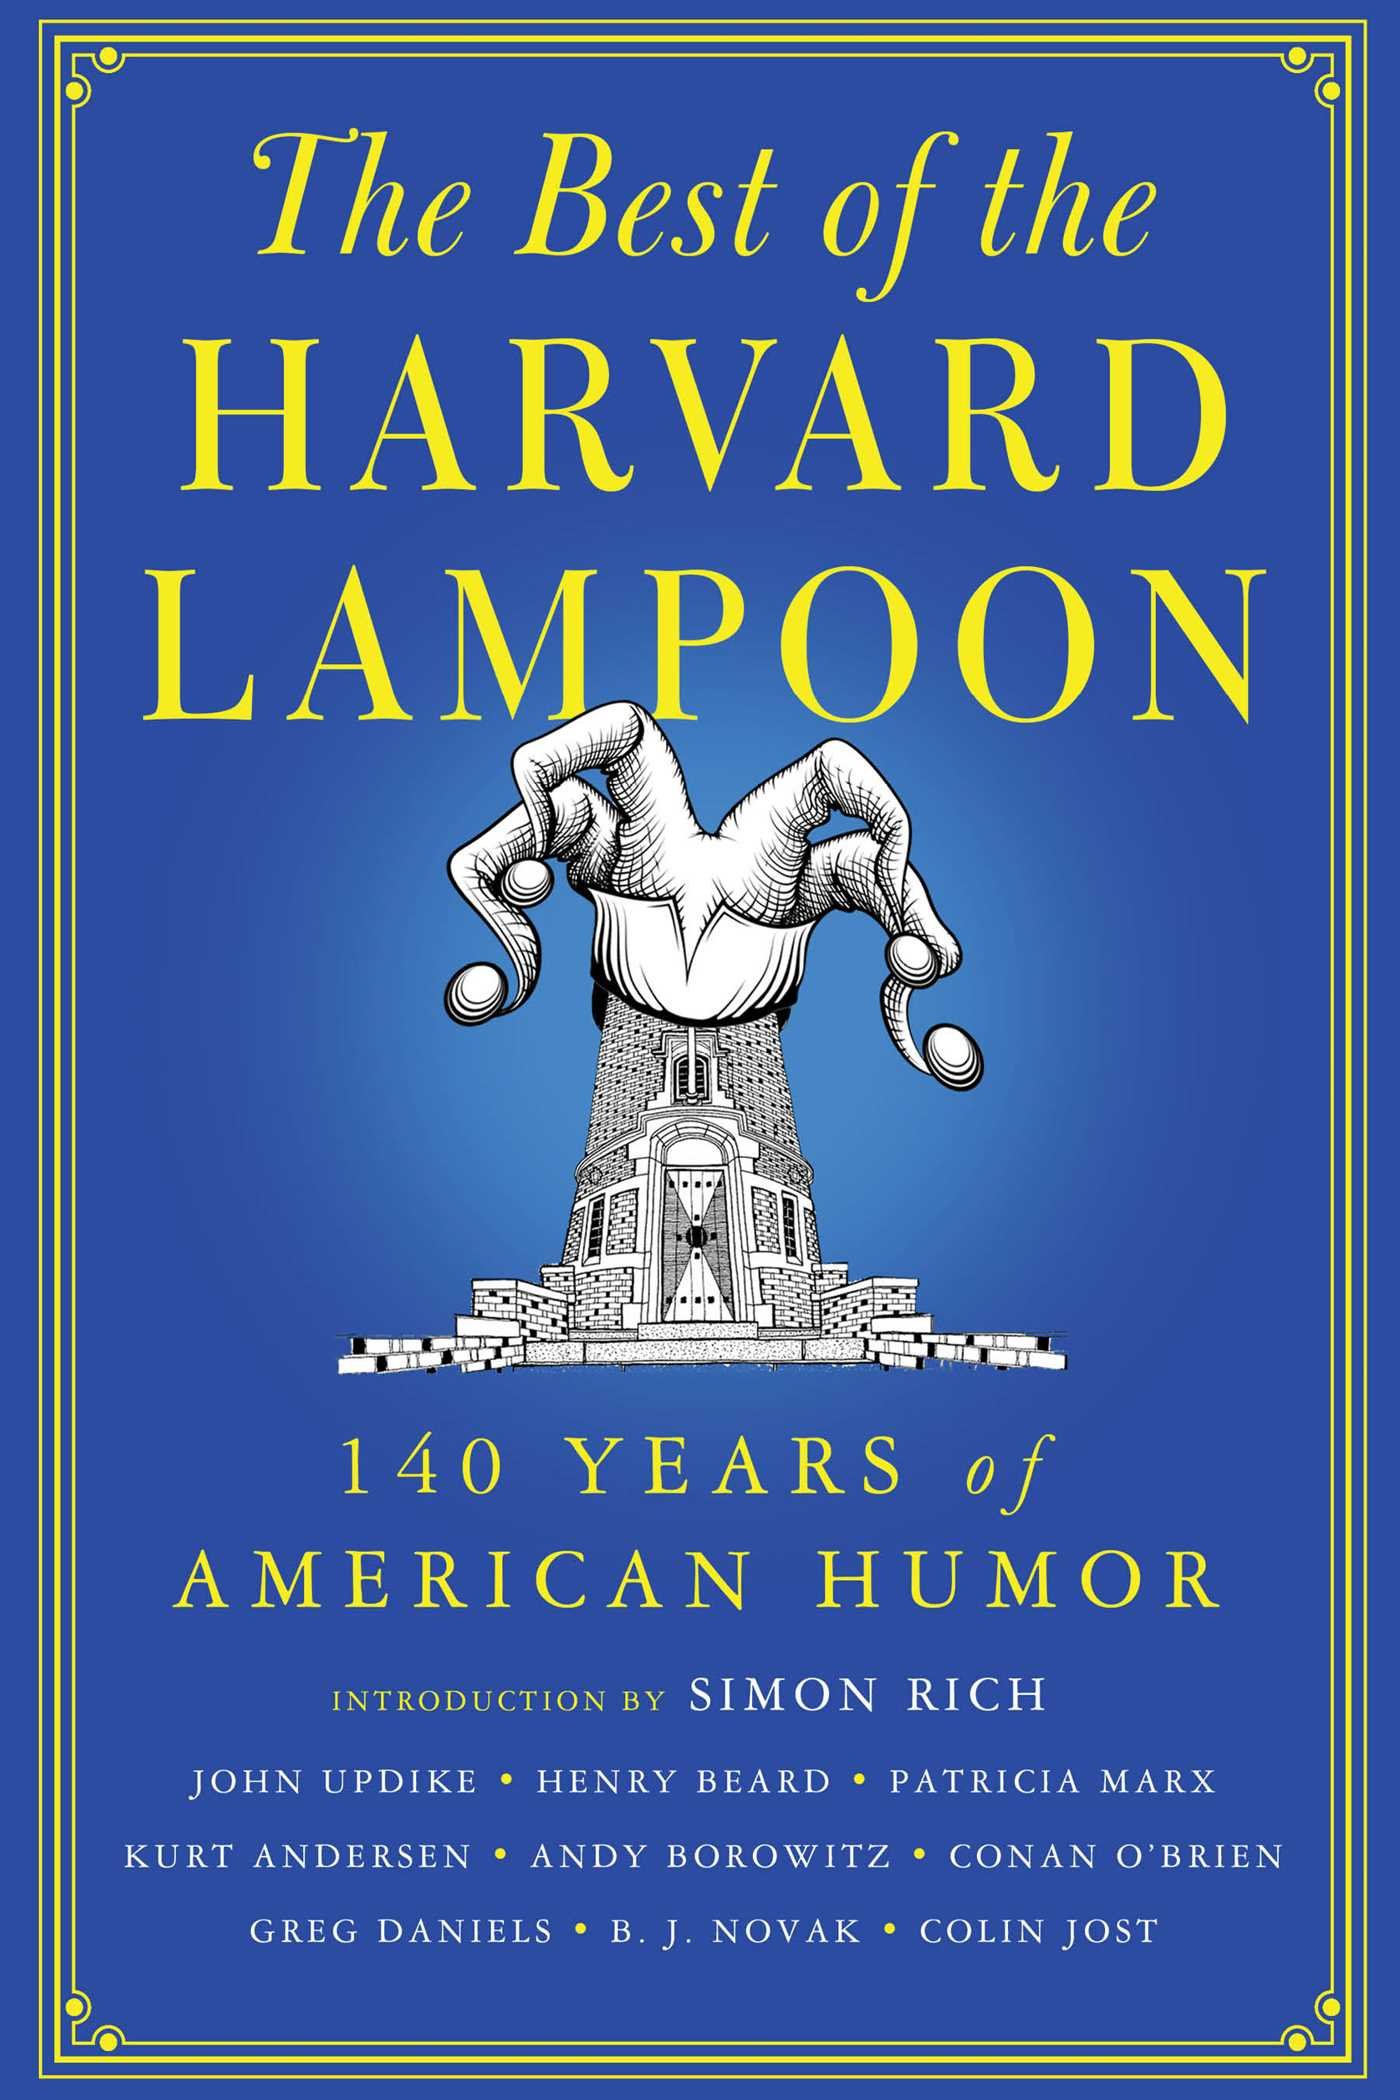 The Best of the
HARVARD
LAMPOON
140 YEARS of
AMERICAN HUMOR
INTRODUCTION BY SIMON RICH
JOHN UPDIKE • HENRY BEARD • PATRICIA MARX
KURT ANDERSEN • ANDY BOROWITZ • CONAN O'BRIEN
GREG DANIELS • B. J. NOVAK • COLIN JOST